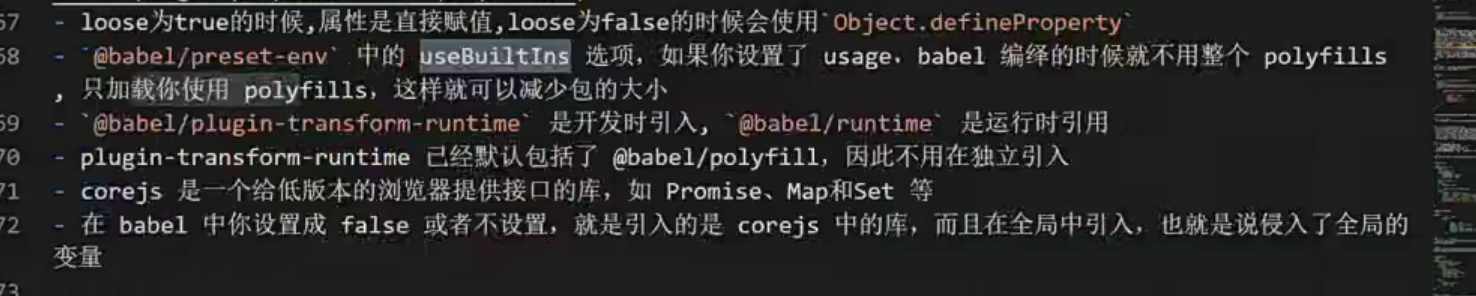 67 - loose为true的时候,属性是直接赋值,loose为false的时候会使用`Object.defineProperty`
68 - `@babel/preset-env` 中的 useBuiltIns 选项，如果你设置了 usage，babel 编绎的时候就不用整个 polyfills
, 只加载你使用 polyfills，这样就可以减少包的大小
69 - `@babel/plugin-transform-runtime` 是开发时引入, `@babel/runtime` 是运行时引用
70 - plugin-transform-runtime 已经默认包括了 @babel/polyfill，因此不用在独立引入
71 - corejs 是一个给低版本的浏览器提供接口的库，如 Promise、Map和Set 等
72 - 在 babel 中你设置成 false 或者不设置，就是引入的是 corejs 中的库，而且在全局中引入，也就是说侵入了全局的
变量
73